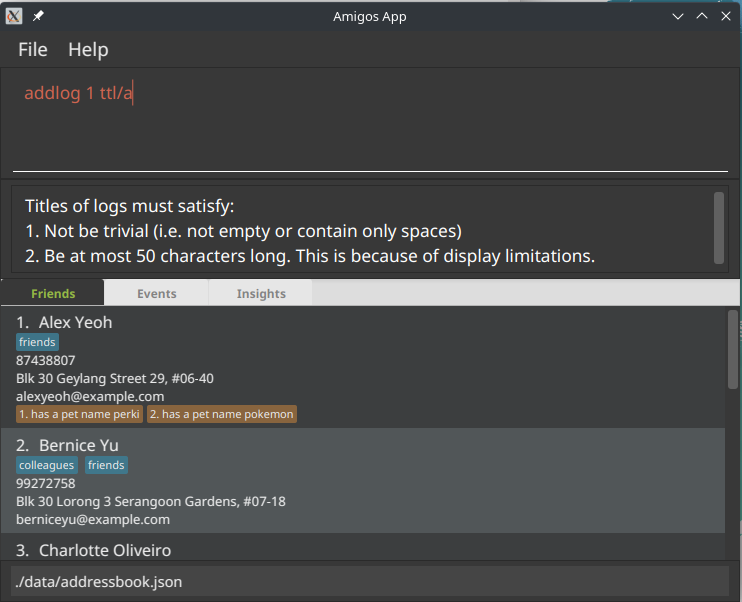 Amigos App
File Help
addlog 1 ttl/a
Titles of logs must satisfy:
1. Not be trivial (i.e. not empty or contain only spaces)
2. Be at most 50 characters long. This is because of display limitations.
Friends Events Insights
1. Alex Yeoh
friends
87438807
Blk 30 Geylang Street 29, #06-40
alexyeoh@example.com
1. has a pet name perki 2. has a pet name pokemon
2. Bernice Yu
colleagues friends
99272758
Blk 30 Lorong 3 Serangoon Gardens, #07-18
berniceyu@example.com
3. Charlotte Oliveiro
./data/addressbook.json